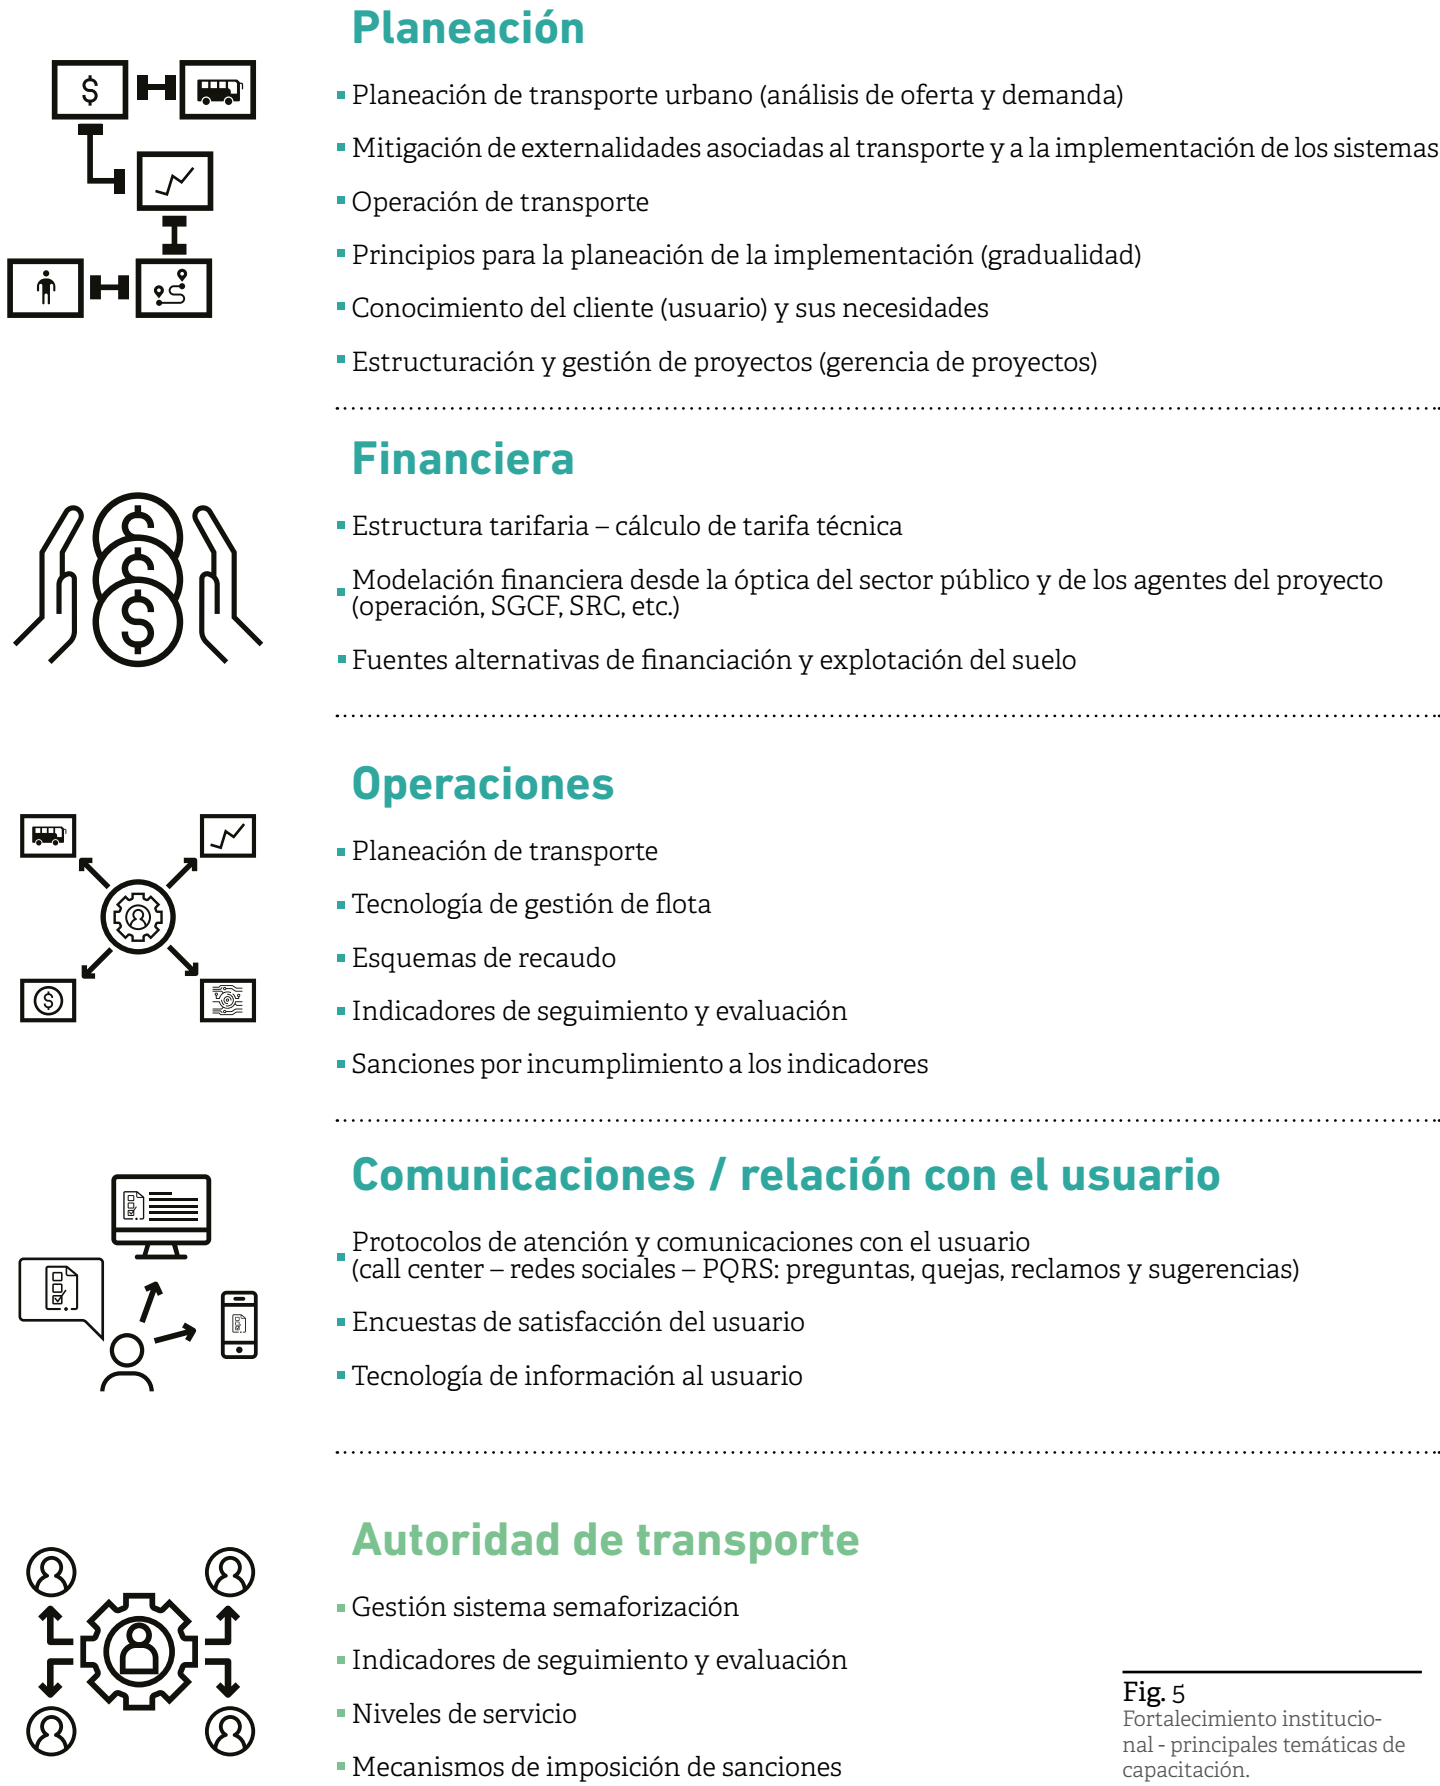 Planeación
Planeación de transporte urbano (análisis de oferta y demanda)
Mitigación de externalidades asociadas al transporte y a la implementación de los sistemas
Operación de transporte
Principios para la planeación de la implementación (gradualidad)
Conocimiento del cliente (usuario) y sus necesidades
Estructuración y gestión de proyectos (gerencia de proyectos)
Financiera
Estructura tarifaria – cálculo de tarifa técnica
Modelación financiera desde la óptica del sector público y de los agentes del proyecto
(operación, SGCF, SRC, etc.)
Fuentes alternativas de financiación y explotación del suelo
Operaciones
Planeación de transporte
Tecnología de gestión de flota
Esquemas de recaudo
Indicadores de seguimiento y evaluación
Sanciones por incumplimiento a los indicadores
Comunicaciones / relación con el usuario
Protocolos de atención y comunicaciones con el usuario
(call center – redes sociales – PQRS: preguntas, quejas, reclamos y sugerencias)
Encuestas de satisfacción del usuario
Tecnología de información al usuario
Autoridad de transporte
Gestión sistema semaforización
Indicadores de seguimiento y evaluación
Niveles de servicio
Mecanismos de imposición de sanciones
Fig. 5
Fortalecimiento institucio-
nal - principales temáticas de
capacitación.